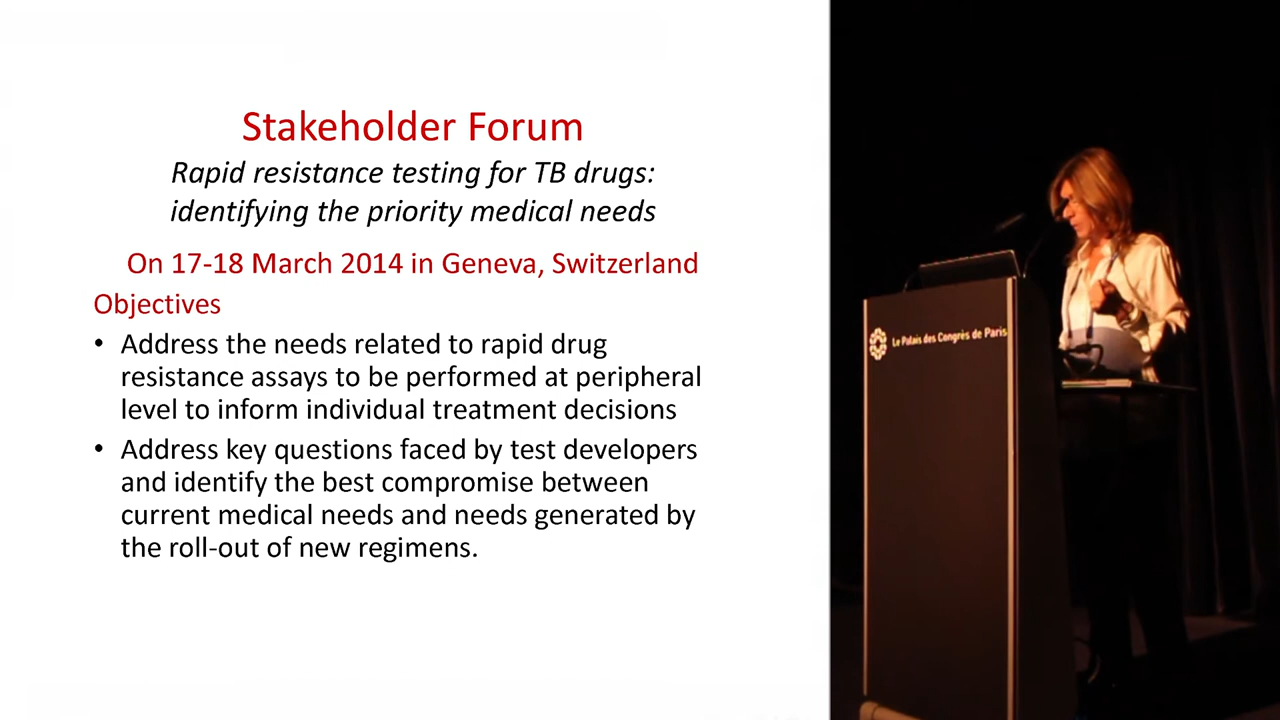 Stakeholder Forum
Rapid resistance testing for TB drugs:
identifying the priority medical needs
On 17-18 March 2014 in Geneva, Switzerland
Objectives
• Address the needs related to rapid drug
resistance assays to be performed at peripheral
level to inform individual treatment decisions
• Address key questions faced by test developers
and identify the best compromise between
current medical needs and needs generated by
the roll-out of new regimens.
Le Palais des Congrès de Paris